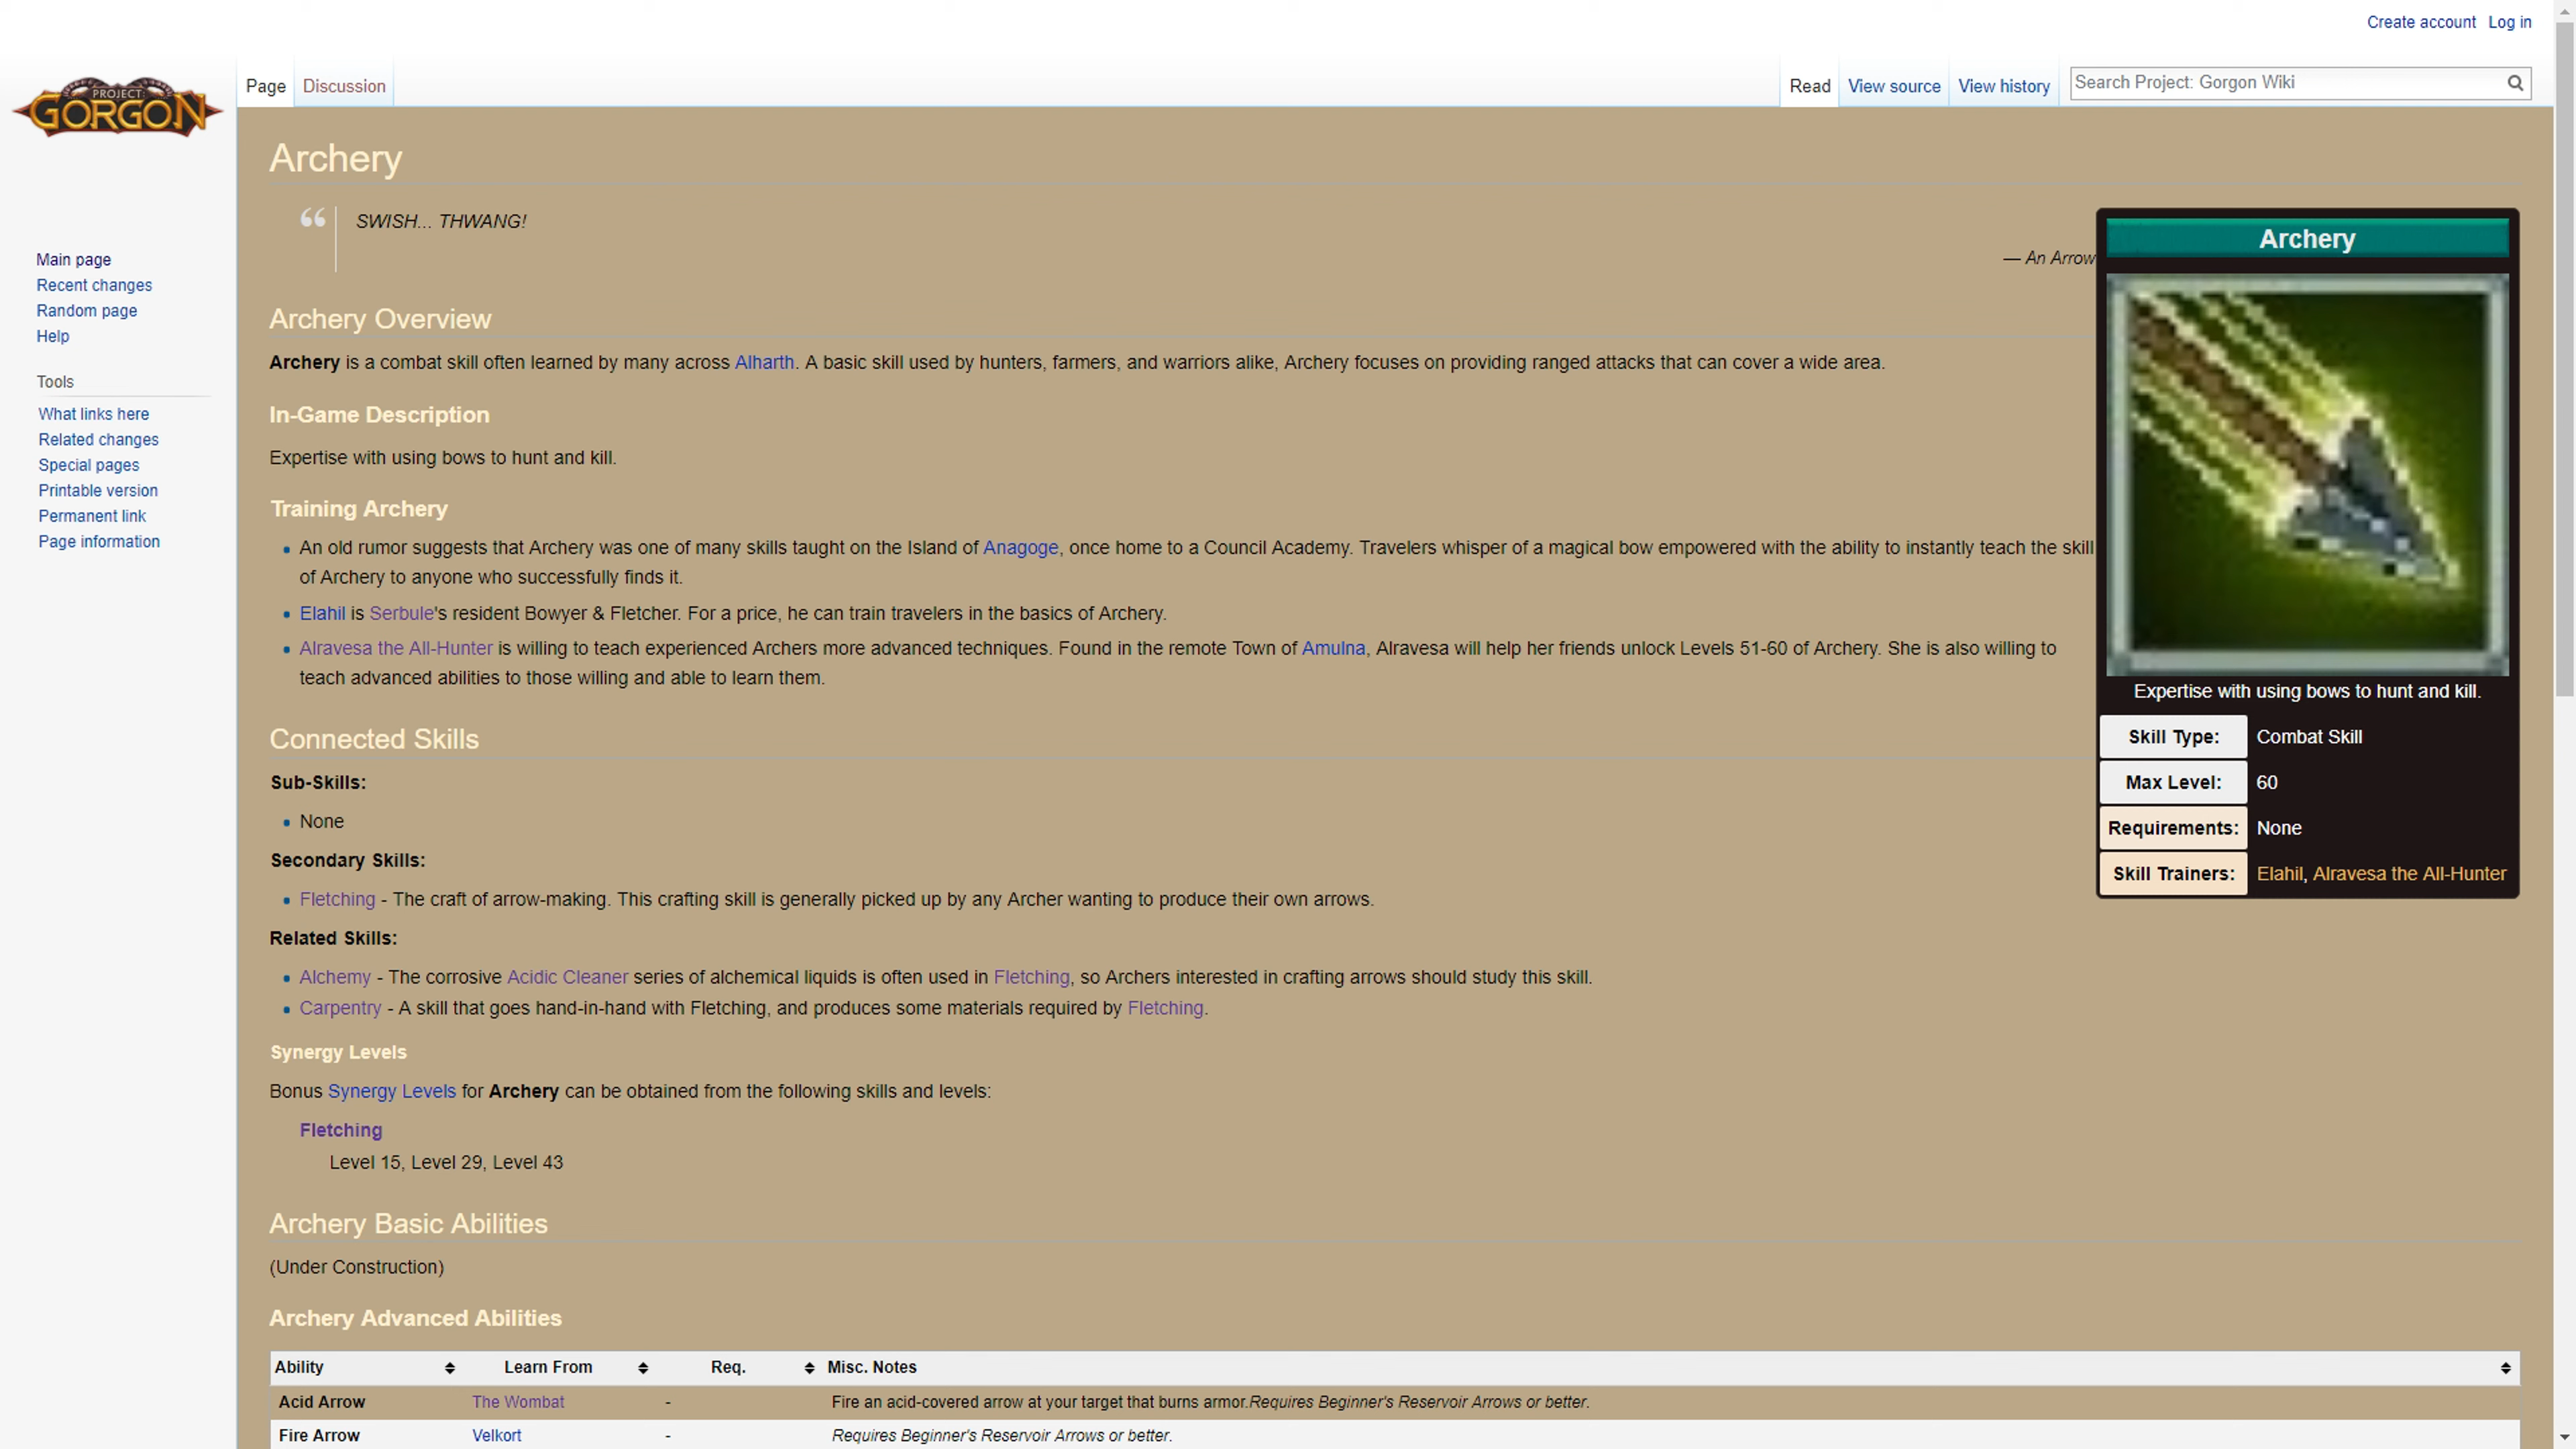 Create account Log in
PROJECT:
GORGON
Page Discussion Read View source View history Search Project: Gorgon Wiki
Main page
Recent changes
Random page
Help
Tools
What links here
Related changes
Special pages
Printable version
Permanent link
Page information
Archery
“ SWISH... THWANG!
— An Arrow
Archery Overview
Archery is a combat skill often learned by many across Alharth. A basic skill used by hunters, farmers, and warriors alike, Archery focuses on providing ranged attacks that can cover a wide area.
In-Game Description
Expertise with using bows to hunt and kill.
Training Archery
• An old rumor suggests that Archery was one of many skills taught on the Island of Anagoge, once home to a Council Academy. Travelers whisper of a magical bow empowered with the ability to instantly teach the skill
of Archery to anyone who successfully finds it.
• Elahil is Serbule's resident Bowyer & Fletcher. For a price, he can train travelers in the basics of Archery.
• Alravesa the All-Hunter is willing to teach experienced Archers more advanced techniques. Found in the remote Town of Amulna, Alravesa will help her friends unlock Levels 51-60 of Archery. She is also willing to
teach advanced abilities to those willing and able to learn them.
Archery
Expertise with using bows to hunt and kill.
Skill Type: Combat Skill
Max Level: 60
Requirements: None
Skill Trainers: Elahil, Alravesa the All-Hunter
Connected Skills
Sub-Skills:
• None
Secondary Skills:
• Fletching - The craft of arrow-making. This crafting skill is generally picked up by any Archer wanting to produce their own arrows.
Related Skills:
• Alchemy - The corrosive Acidic Cleaner series of alchemical liquids is often used in Fletching, so Archers interested in crafting arrows should study this skill.
• Carpentry - A skill that goes hand-in-hand with Fletching, and produces some materials required by Fletching.
Synergy Levels
Bonus Synergy Levels for Archery can be obtained from the following skills and levels:
Fletching
Level 15, Level 29, Level 43
Archery Basic Abilities
(Under Construction)
Archery Advanced Abilities
Ability Learn From Req. Misc. Notes
Acid Arrow The Wombat - Fire an acid-covered arrow at your target that burns armor.Requires Beginner's Reservoir Arrows or better.
Fire Arrow Velkort - Requires Beginner's Reservoir Arrows or better.